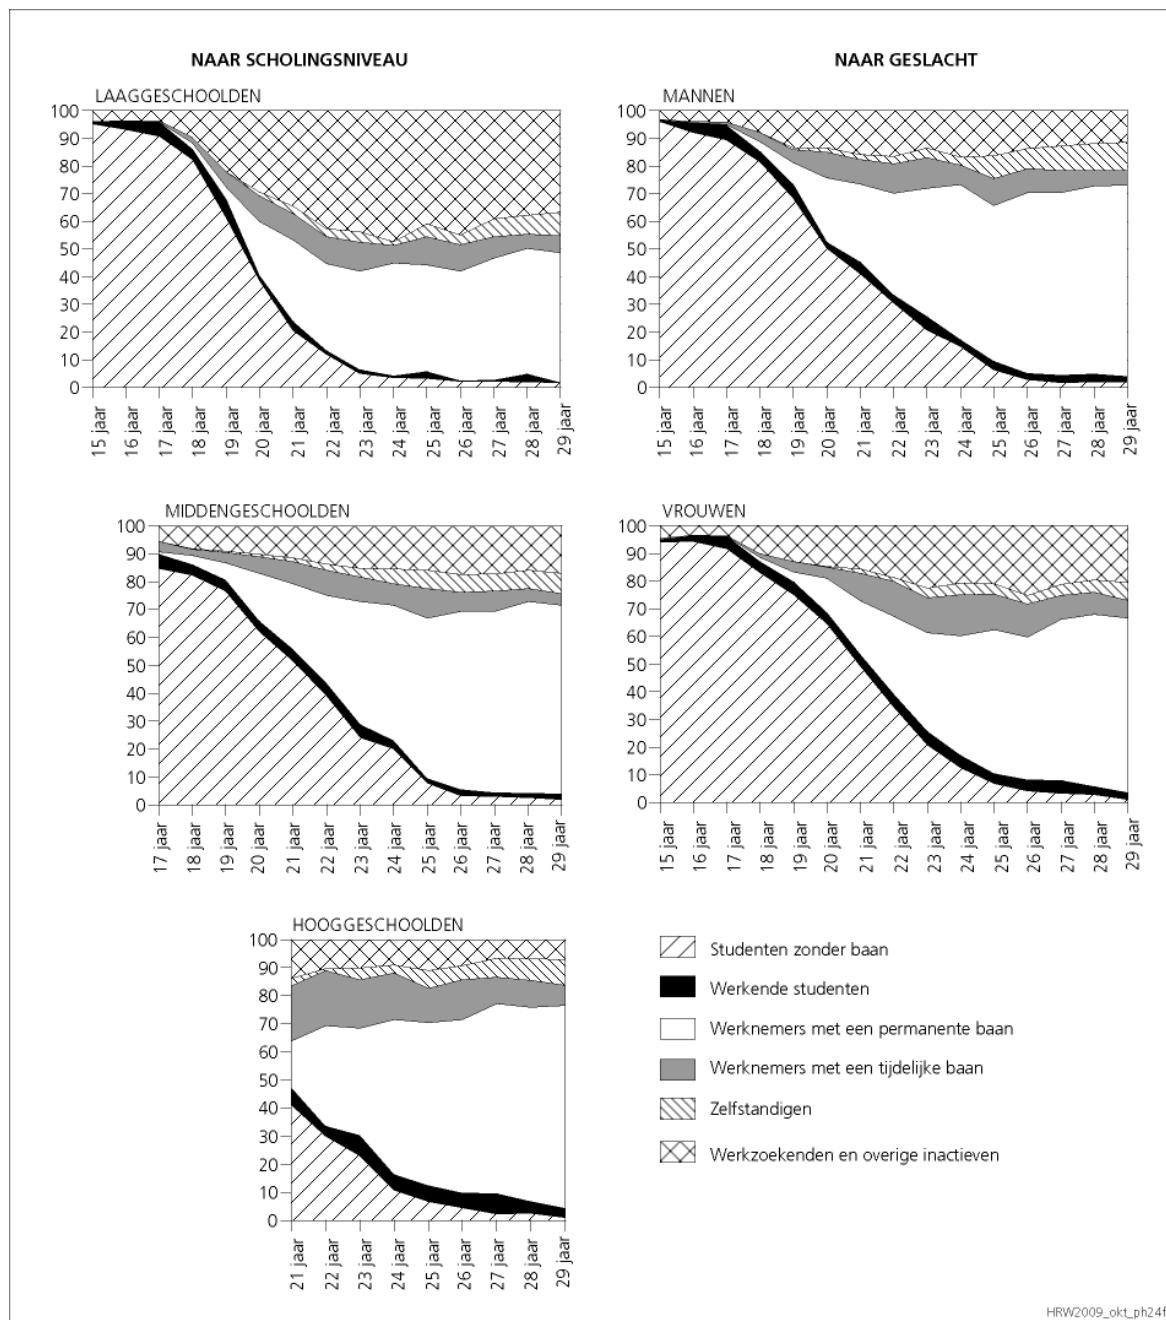 NAAR SCHOLINGSNIVEAU
NAAR GESLACHT
LAAGGESCHOOLDEN
100
90
80
70
60
50
40
30
20
10
0
15 jaar
16 jaar
17 jaar
18 jaar
19 jaar
20 jaar
21 jaar
22 jaar
23 jaar
24 jaar
25 jaar
26 jaar
27 jaar
28 jaar
29 jaar
MANNEN
100
90
80
70
60
50
40
30
20
10
0
15 jaar
16 jaar
17 jaar
18 jaar
19 jaar
20 jaar
21 jaar
22 jaar
23 jaar
24 jaar
25 jaar
26 jaar
27 jaar
28 jaar
29 jaar
MIDDENGESCHOOLDEN
100
90
80
70
60
50
40
30
20
10
0
17 jaar
18 jaar
19 jaar
20 jaar
21 jaar
22 jaar
23 jaar
24 jaar
25 jaar
26 jaar
27 jaar
28 jaar
29 jaar
VROUWEN
100
90
80
70
60
50
40
30
20
10
0
15 jaar
16 jaar
17 jaar
18 jaar
19 jaar
20 jaar
21 jaar
22 jaar
23 jaar
24 jaar
25 jaar
26 jaar
27 jaar
28 jaar
29 jaar
HOOGGESCHOOLDEN
100
90
80
70
60
50
40
30
20
10
0
21 jaar
22 jaar
23 jaar
24 jaar
25 jaar
26 jaar
27 jaar
28 jaar
29 jaar
Studenten zonder baan
Werkende studenten
Werknemers met een permanente baan
Werknemers met een tijdelijke baan
Zelfstandigen
Werkzoekenden en overige inactieven
HRW2009_okt_ph24f